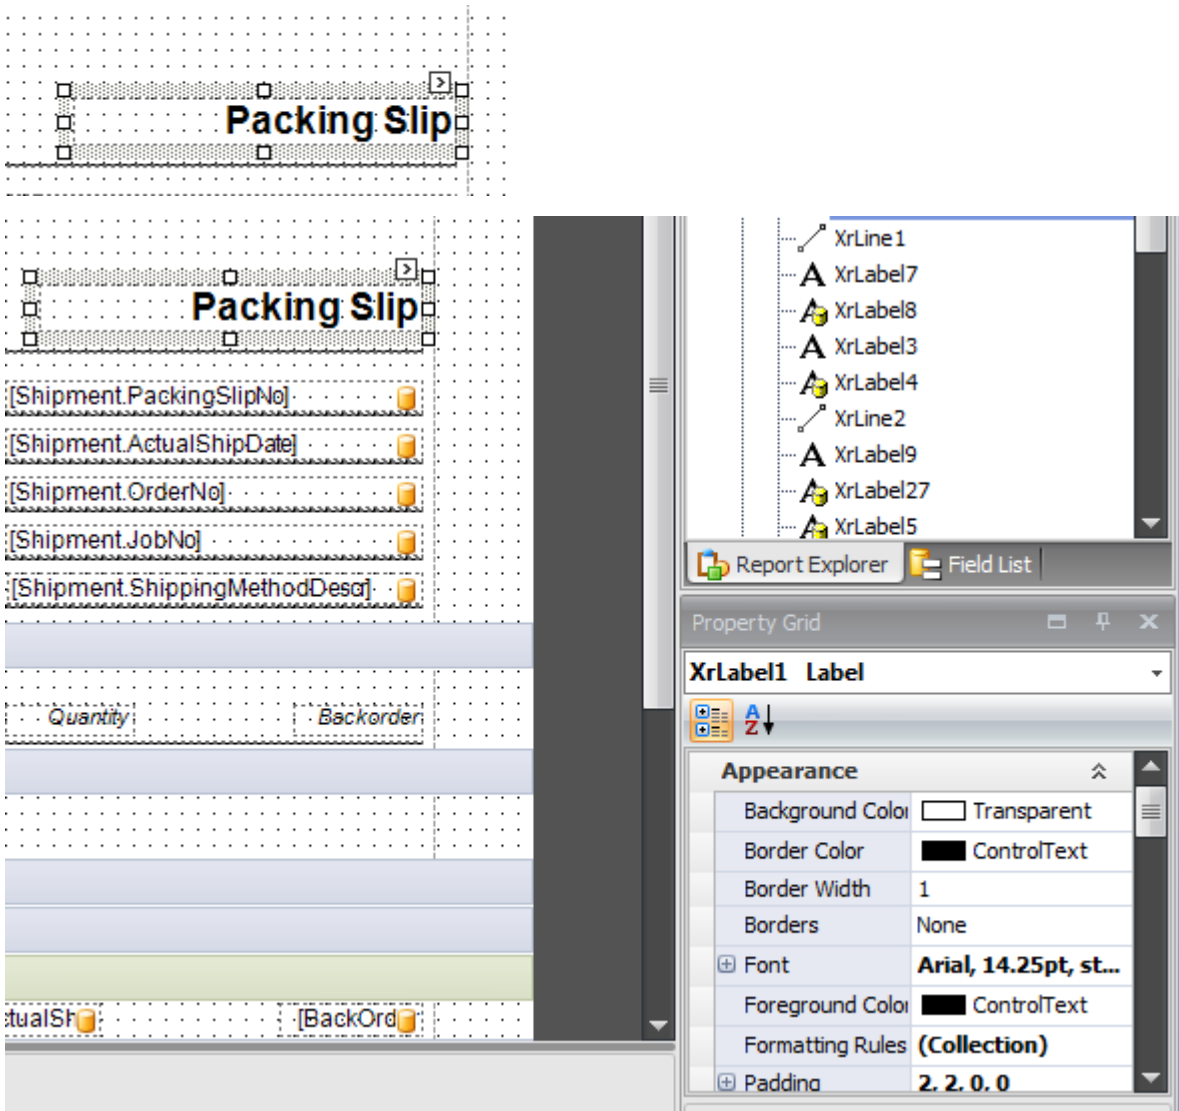 Packing Slip
Packing Slip
[Shipment.PackingSlipNo]
[Shipment.ActualShipDate]
[Shipment.OrderNo]
[Shipment.JobNo]
[Shipment.ShippingMethodDescr]
Quantity Backorder
tualSh [BackOrd
XrLine1
XrLabel7
XrLabel8
XrLabel3
XrLabel4
XrLine2
XrLabel9
XrLabel27
XrLabel5
Report Explorer Field List
Property Grid
XrLabel1 Label
A
Z
Appearance
Background Color Transparent
Border Color ControlText
Border Width 1
Borders None
Font Arial, 14.25pt, st...
Foreground Color ControlText
Formatting Rules (Collection)
Padding 2, 2, 0, 0